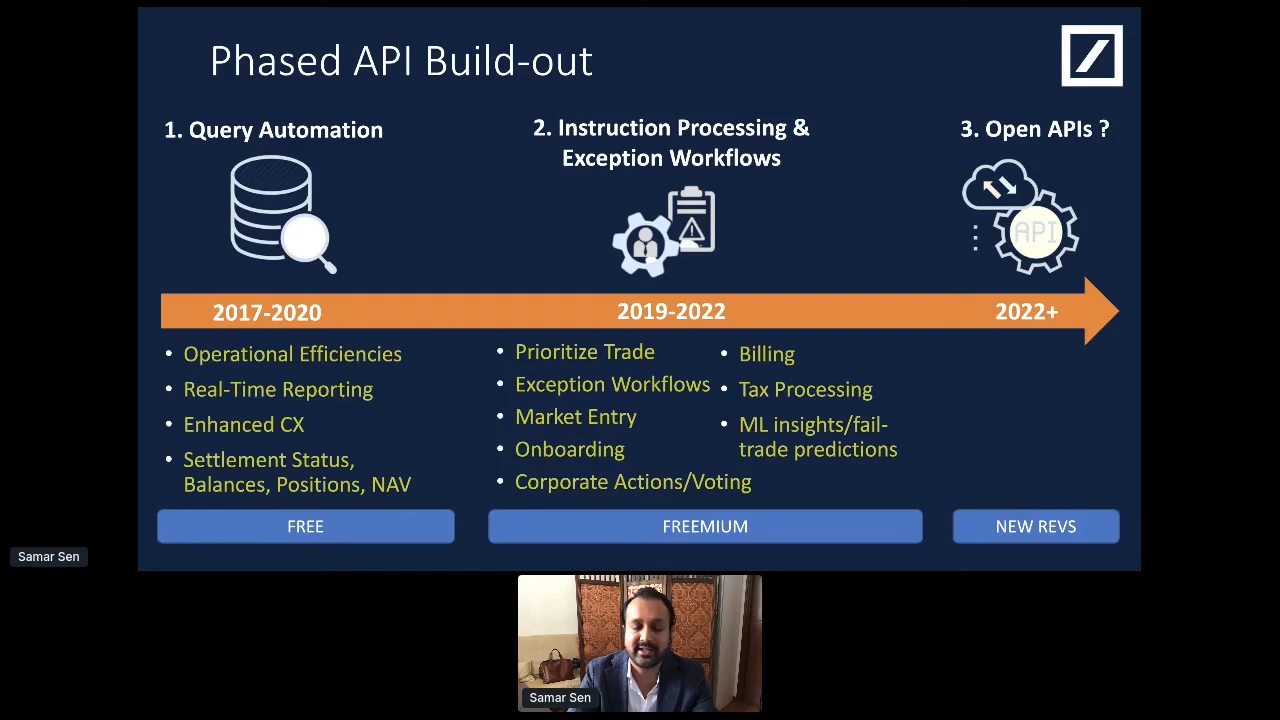 Phased API Build-out
1. Query Automation
2. Instruction Processing &
Exception Workflows
3. Open APIs ?
API
2017-2020
2019-2022
2022+
• Operational Efficiencies
• Real-Time Reporting
• Enhanced CX
• Settlement Status,
Balances, Positions, NAV
• Prioritize Trade
• Exception Workflows
• Market Entry
• Onboarding
• Corporate Actions/Voting
• Billing
• Tax Processing
• ML insights/fail-
trade predictions
FREE
FREEMIUM
NEW REVS
Samar Sen
Samar Sen